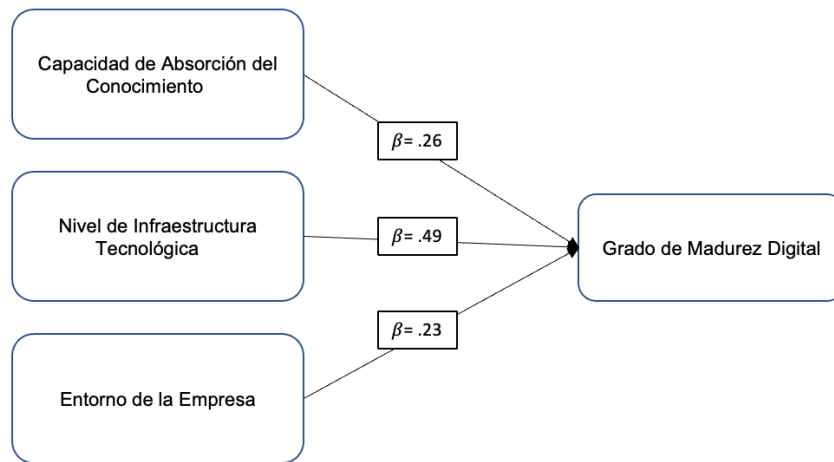 Capacidad de Absorción del
Conocimiento
β= .26
Nivel de Infraestructura
Tecnológica
β= .49
Grado de Madurez Digital
β= .23
Entorno de la Empresa